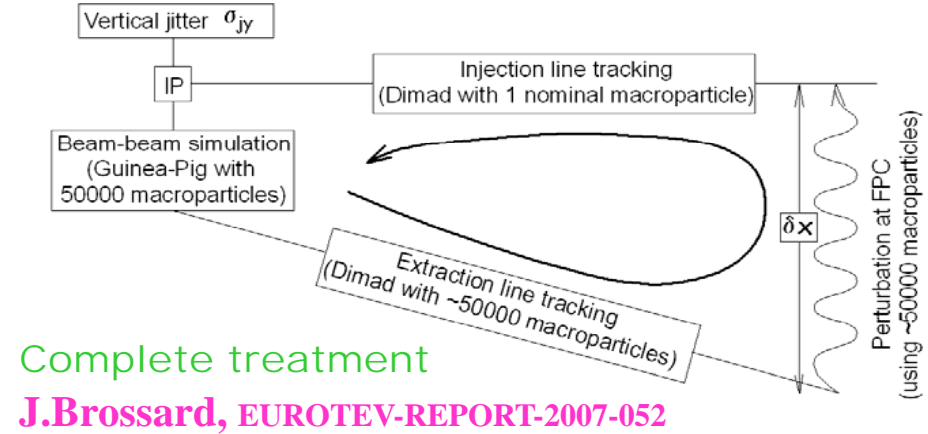 Vertical jitter σjy
IP
Injection line tracking
(Dimad with 1 nominal macroparticle)
Beam-beam simulation
(Guinea-Pig with
50000 macroparticles)
δx
Perturbation at FPC
(using ~50000 macroparticles)
Extraction line tracking
(Dimad with ~50000 macroparticles)
Complete treatment
J.Brossard, EUROTEV-REPORT-2007-052